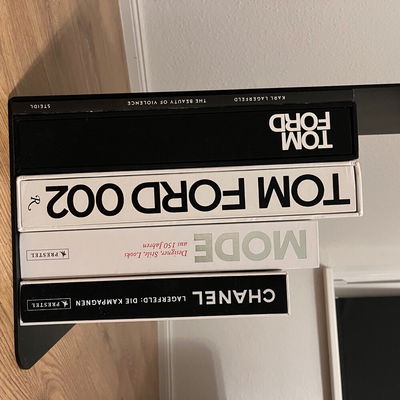 CHANEL LAGERFELD: DIE KAMPAGNEN PRESTEL
MODE Designer, Stile, Looks
aus 150 Jahren
PRESTEL
TOM FORD 002 R
TOM
FORD
KARL LAGERFELD THE BEAUTY OF VIOLENCE STEIDL